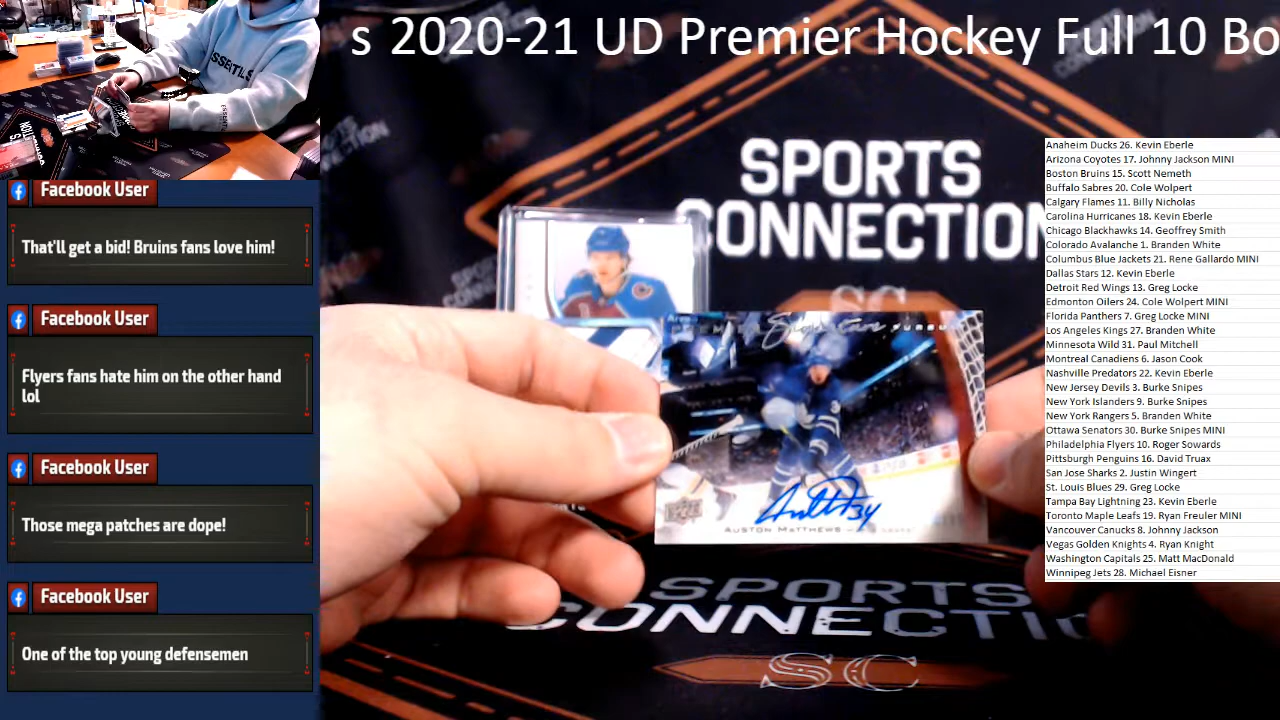 s 2020-21 UD Premier Hockey Full 10 Bo
Facebook User
That'll get a bid! Bruins fans love him!
Facebook User
Flyers fans hate him on the other hand
lol
Facebook User
Those mega patches are dope!
Facebook User
One of the top young defensemen
SPORTS
CONNECTION
SC
PREMIER Signature PURSUIT
Auston Matthews
34
UPPER DECK
SPORTS
CONNECTI
SC
Anaheim Ducks 26. Kevin Eberle
Arizona Coyotes 17. Johnny Jackson MINI
Boston Bruins 15. Scott Nemeth
Buffalo Sabres 20. Cole Wolpert
Calgary Flames 11. Billy Nicholas
Carolina Hurricanes 18. Kevin Eberle
Chicago Blackhawks 14. Geoffrey Smith
Colorado Avalanche 1. Branden White
Columbus Blue Jackets 21. Rene Gallardo MINI
Dallas Stars 12. Kevin Eberle
Detroit Red Wings 13. Greg Locke
Edmonton Oilers 24. Cole Wolpert MINI
Florida Panthers 7. Greg Locke MINI
Los Angeles Kings 27. Branden White
Minnesota Wild 31. Paul Mitchell
Montreal Canadiens 6. Jason Cook
Nashville Predators 22. Kevin Eberle
New Jersey Devils 3. Burke Snipes
New York Islanders 9. Burke Snipes
New York Rangers 5. Branden White
Ottawa Senators 30. Burke Snipes MINI
Philadelphia Flyers 10. Roger Sowards
Pittsburgh Penguins 16. David Truax
San Jose Sharks 2. Justin Wingert
St. Louis Blues 29. Greg Locke
Tampa Bay Lightning 23. Kevin Eberle
Toronto Maple Leafs 19. Ryan Freuler MINI
Vancouver Canucks 8. Johnny Jackson
Vegas Golden Knights 4. Ryan Knight
Washington Capitals 25. Matt MacDonald
Winnipeg Jets 28. Michael Eisner